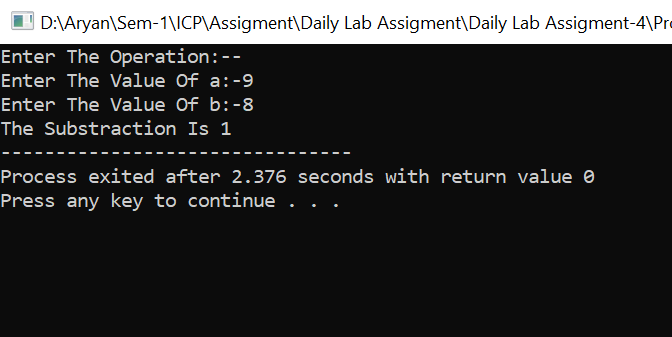 D:\Aryan\Sem-1\ICP\Assigment\Daily Lab Assigment\Daily Lab Assigment-4\Pro
Enter The Operation:--
Enter The Value Of a:-9
Enter The Value Of b:-8
The Substraction Is 1
--------------------------------
Process exited after 2.376 seconds with return value 0
Press any key to continue . . .